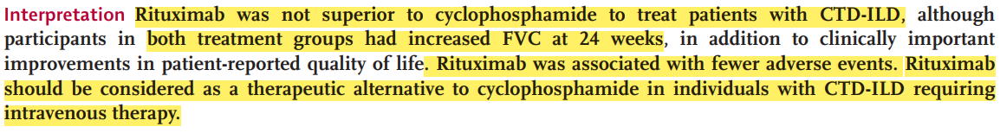 Interpretation Rituximab was not superior to cyclophosphamide to treat patients with CTD-ILD, although
participants in both treatment groups had increased FVC at 24 weeks, in addition to clinically important
improvements in patient-reported quality of life. Rituximab was associated with fewer adverse events. Rituximab
should be considered as a therapeutic alternative to cyclophosphamide in individuals with CTD-ILD requiring
intravenous therapy.